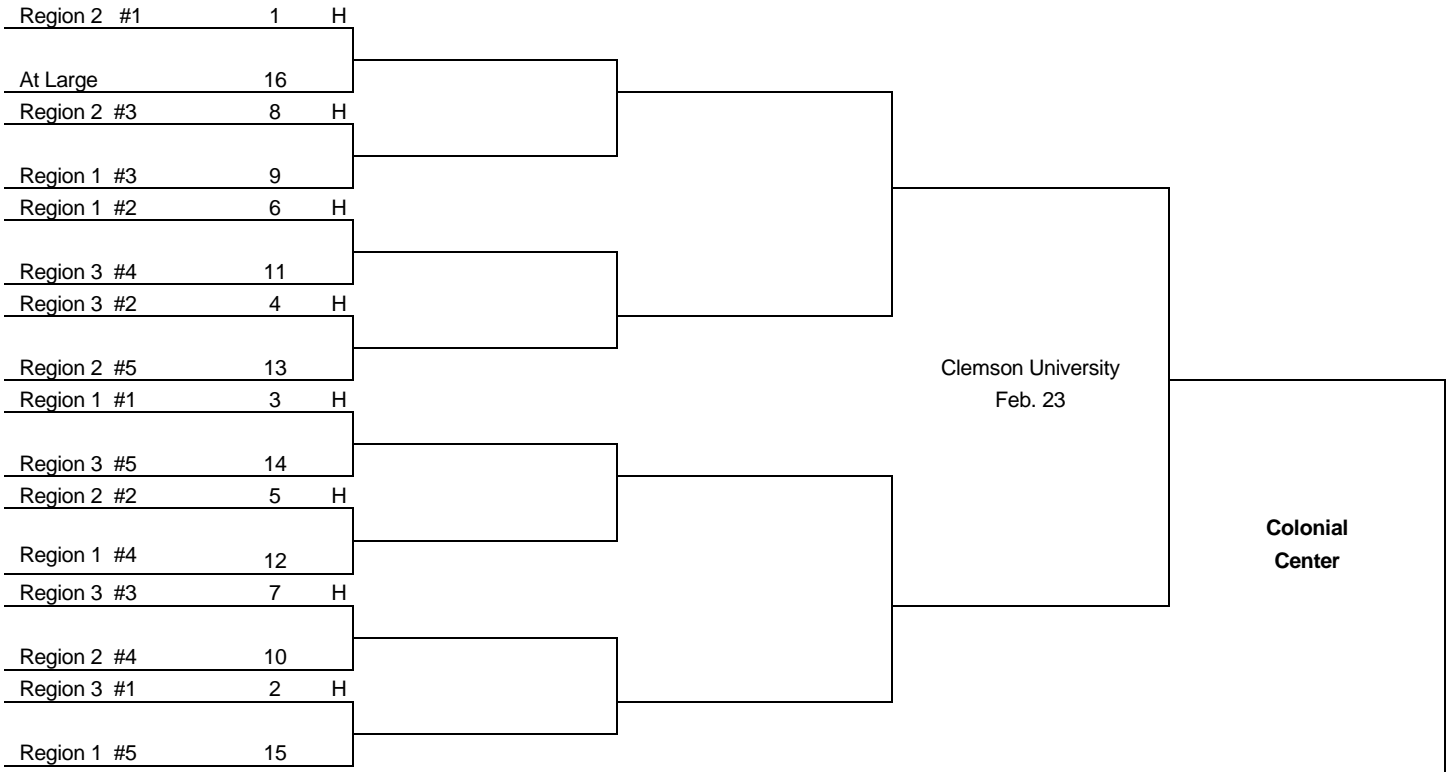 Region 2 #1 1 H
At Large 16
Region 2 #3 8 H
Region 1 #3 9
Region 1 #2 6 H
Region 3 #4 11
Region 3 #2 4 H
Region 2 #5 13
Region 1 #1 3 H
Region 3 #5 14
Region 2 #2 5 H
Region 1 #4 12
Region 3 #3 7 H
Region 2 #4 10
Region 3 #1 2 H
Region 1 #5 15
Clemson University
Feb. 23
Colonial
Center